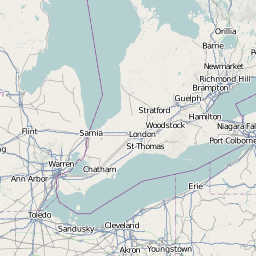 Orillia
Barrie
Newmarket
Richmond Hill
Brampton
Guelph
Stratford
Hamilton
Woodstock
Niagara Fal
Flint
Sarnia
London
Port Colborne
St Thomas
Warren
Chatham
Ann Arbor
Erie
Toledo
Sandusky
Cleveland
Akron
Youngstown